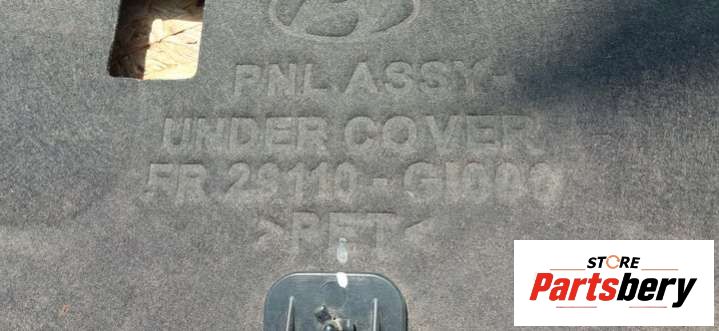 PNL ASSY-
UNDER COVER
FR 29110-GI000
>PET<
STORE
Partsbery